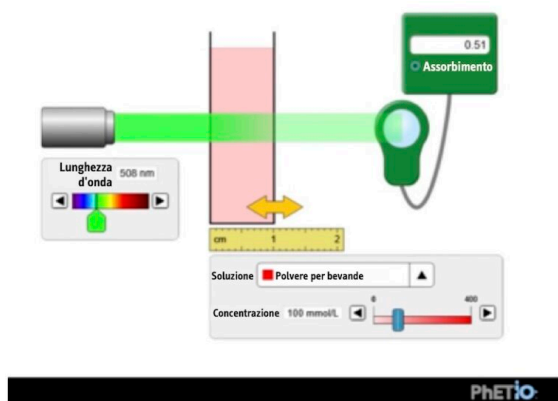 0.51
Assorbimento
Lunghezza
d'onda
508 nm
cm 1 2
Soluzione Polvere per bevande
Concentrazione 100 mmol/L
0 400
PhET iO